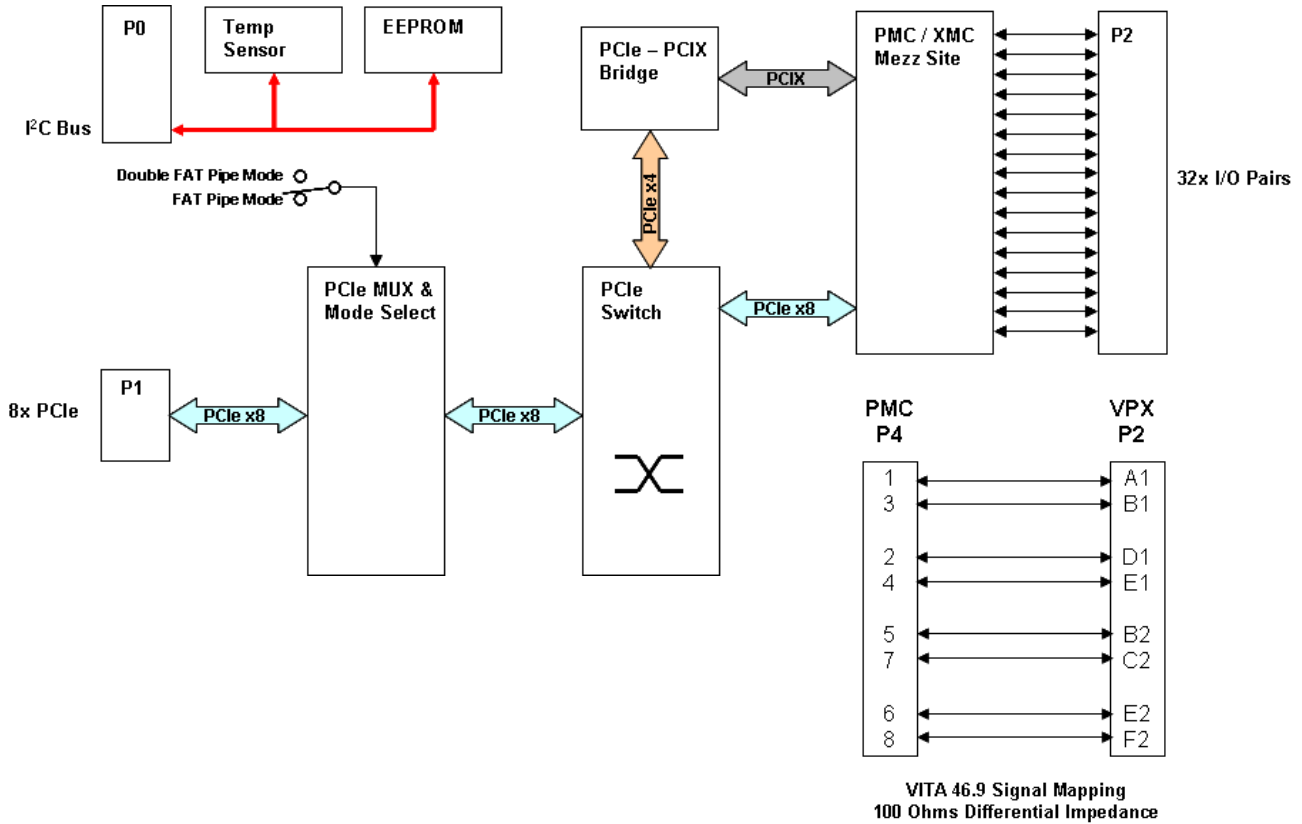 P0
Temp
Sensor
EEPROM
I²C Bus
PCIe – PCIX
Bridge
PCIX
PMC / XMC
Mezz Site
P2
32x I/O Pairs
Double FAT Pipe Mode
FAT Pipe Mode
PCIe x4
PCIe MUX &
Mode Select
PCIe
Switch
PCIe x8
P1
8x PCIe
PCIe x8
PCIe x8
PMC
P4
VPX
P2
1 A1
3 B1
2 D1
4 E1
5 B2
7 C2
6 E2
8 F2
VITA 46.9 Signal Mapping
100 Ohms Differential Impedance